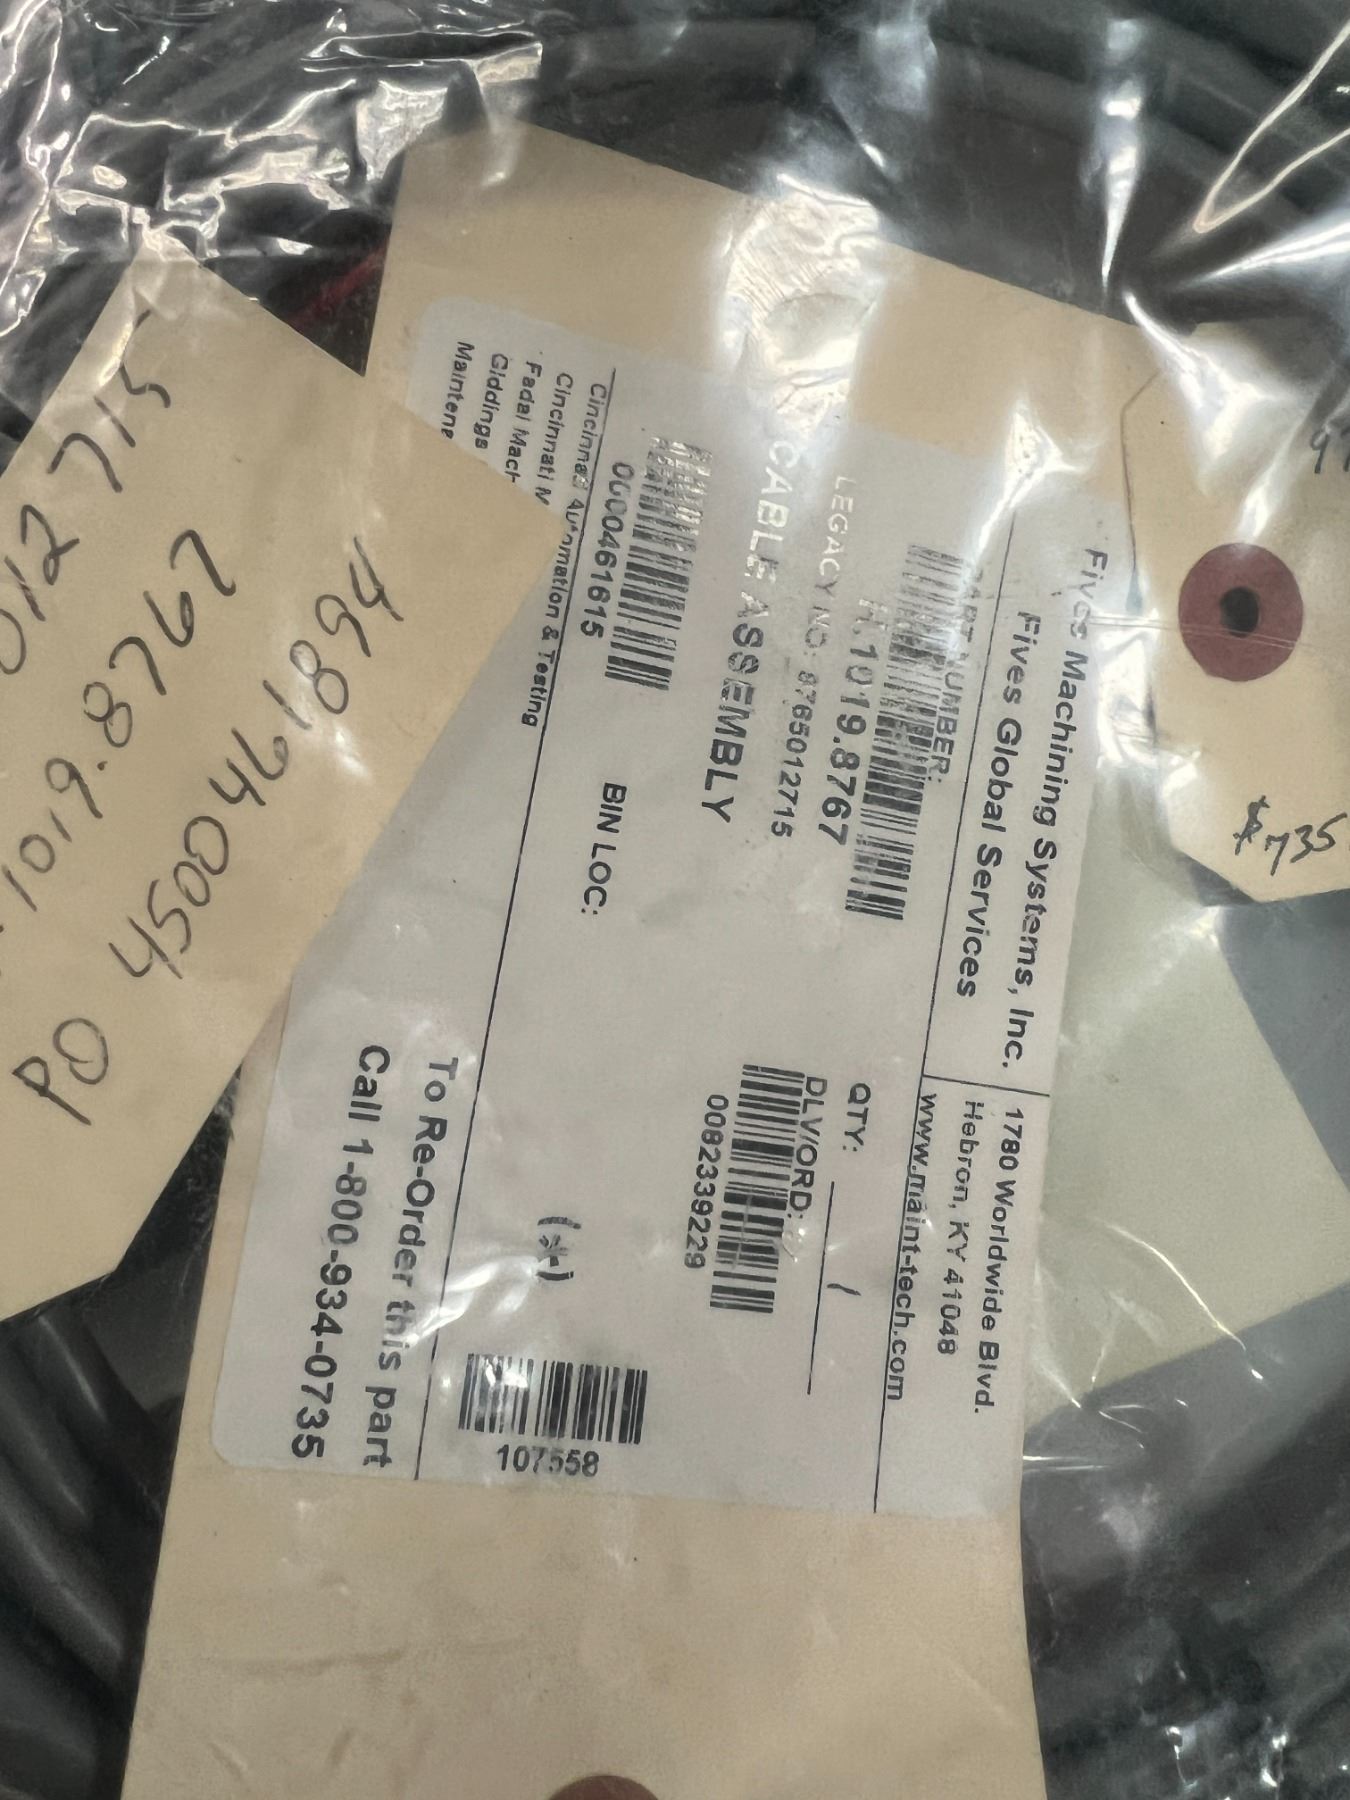 Fives Machining Systems, Inc.
Fives Global Services
1780 Worldwide Blvd.
Hebron, KY 41048
www.maint-tech.com
PART NUMBER:
H.1019.8767
LEGACY NO: 8765012715
CABLE ASSEMBLY
QTY: 1
DLV/ORD:
0082339229
0000461615
BIN LOC:
107558
Cincinnati Automation & Testing
Cincinnati M
Fadal Mach
Giddings
Maintene
To Re-Order this part
Call 1-800-934-0735
012715
1019.8767
PO 4500461894
$735